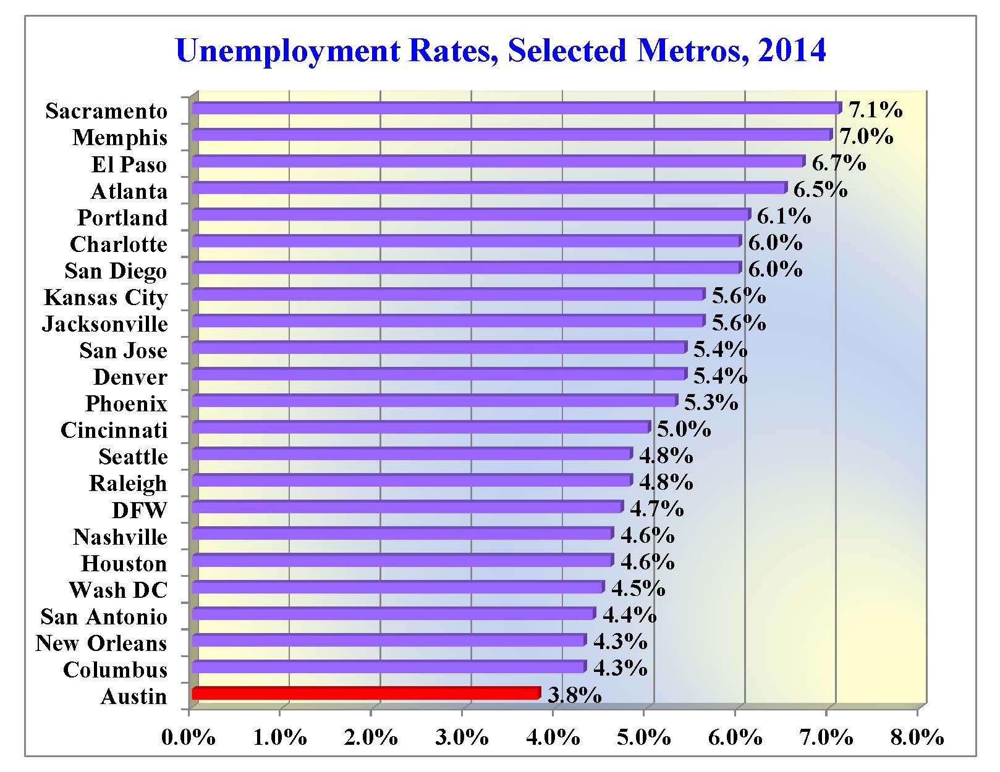 Unemployment Rates, Selected Metros, 2014
Sacramento 7.1%
Memphis 7.0%
El Paso 6.7%
Atlanta 6.5%
Portland 6.1%
Charlotte 6.0%
San Diego 6.0%
Kansas City 5.6%
Jacksonville 5.6%
San Jose 5.4%
Denver 5.4%
Phoenix 5.3%
Cincinnati 5.0%
Seattle 4.8%
Raleigh 4.8%
DFW 4.7%
Nashville 4.6%
Houston 4.6%
Wash DC 4.5%
San Antonio 4.4%
New Orleans 4.3%
Columbus 4.3%
Austin 3.8%
0.0% 1.0% 2.0% 3.0% 4.0% 5.0% 6.0% 7.0% 8.0%